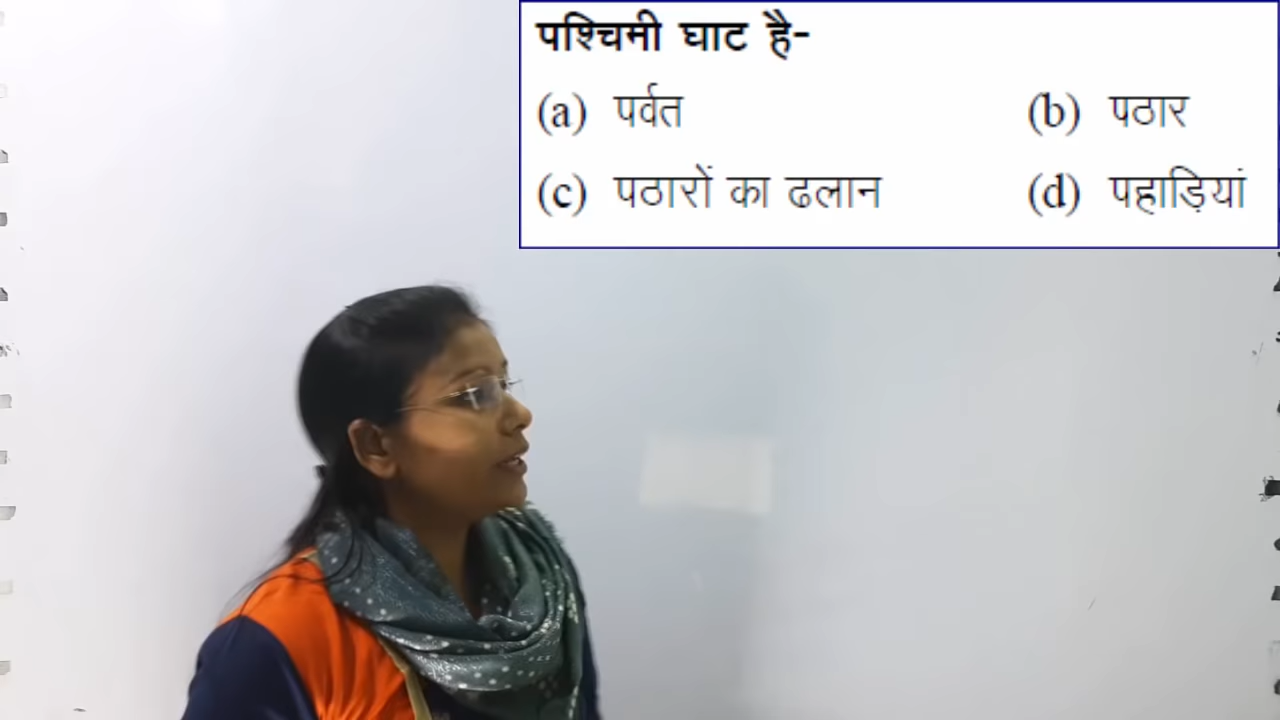 पश्चिमी घाट है-
(a) पर्वत (b) पठार
(c) पठारों का ढलान (d) पहाड़ियां